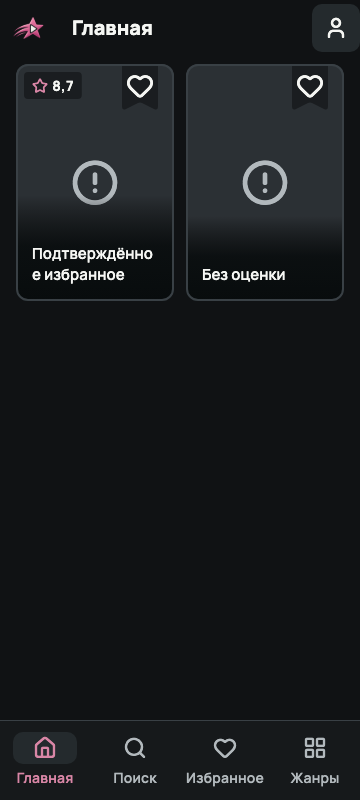 Главная
8,7
Подтверждённо
е избранное
Без оценки
Главная
Поиск
Избранное
Жанры